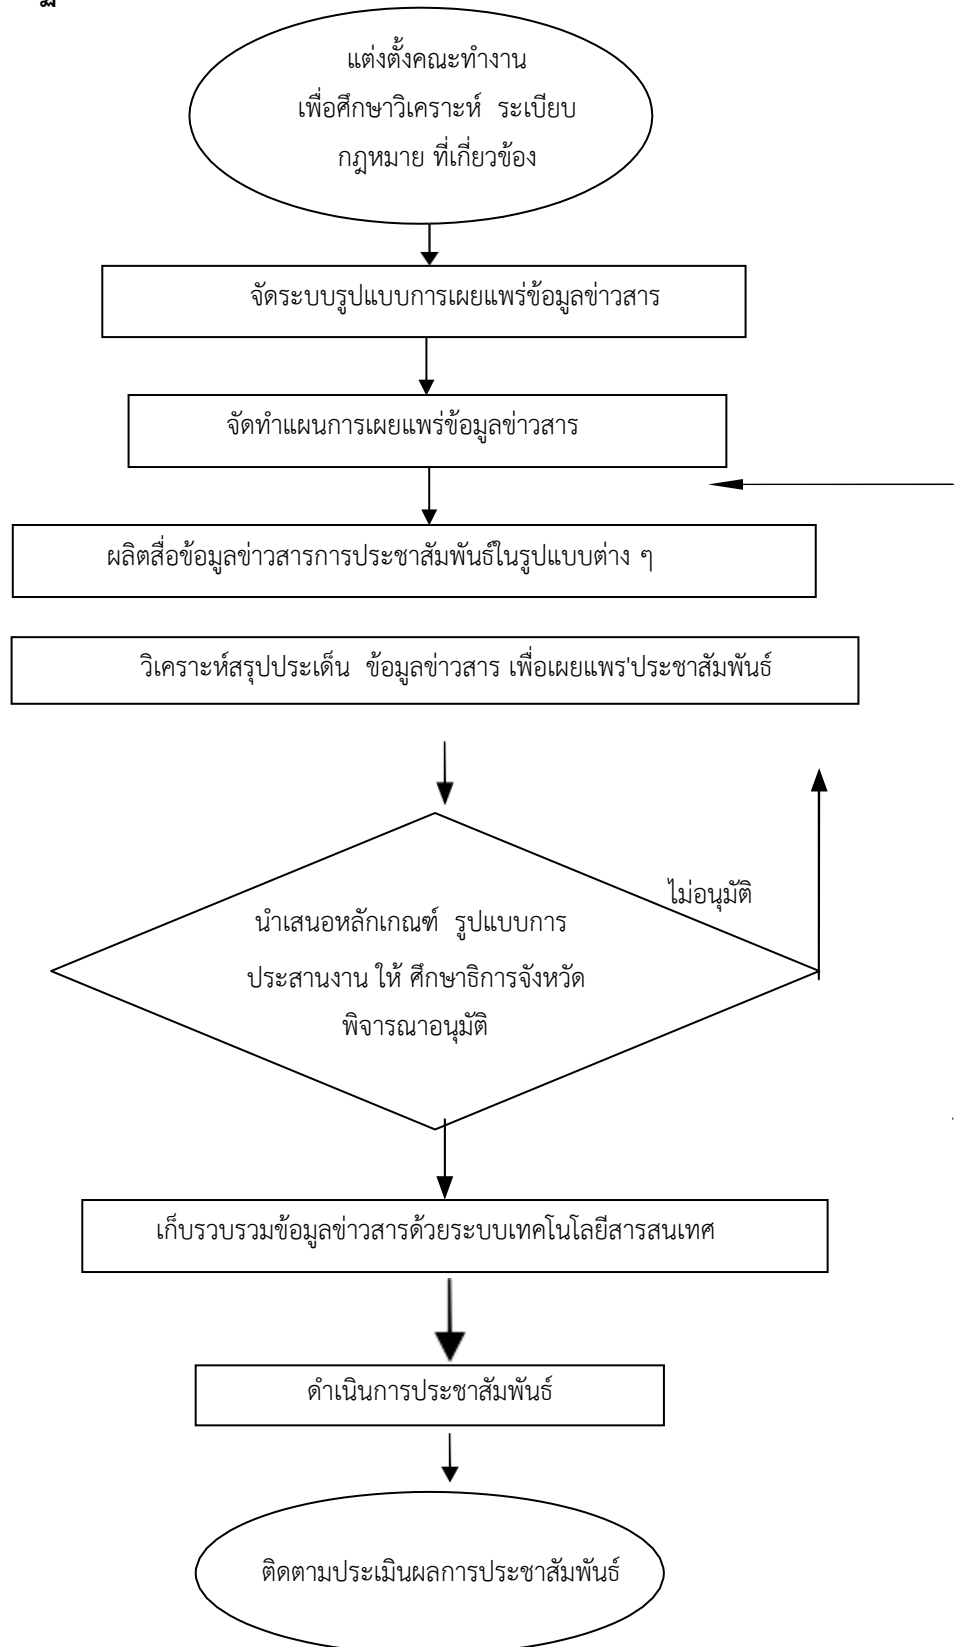 แต่งตั้งคณะทำงาน
เพื่อศึกษาวิเคราะห์ ระเบียบ
กฎหมาย ที่เกี่ยวข้อง
จัดระบบรูปแบบการเผยแพร่ข้อมูลข่าวสาร
จัดทำแผนการเผยแพร่ข้อมูลข่าวสาร
ผลิตสื่อข้อมูลข่าวสารการประชาสัมพันธ์ในรูปแบบต่าง ๆ
วิเคราะห์สรุปประเด็น ข้อมูลข่าวสาร เพื่อเผยแพร'ประชาสัมพันธ์
ไม่อนุมัติ
นำเสนอหลักเกณฑ์ รูปแบบการ
ประสานงาน ให้ ศึกษาธิการจังหวัด
พิจารณาอนุมัติ
เก็บรวบรวมข้อมูลข่าวสารด้วยระบบเทคโนโลยีสารสนเทศ
ดำเนินการประชาสัมพันธ์
ติดตามประเมินผลการประชาสัมพันธ์